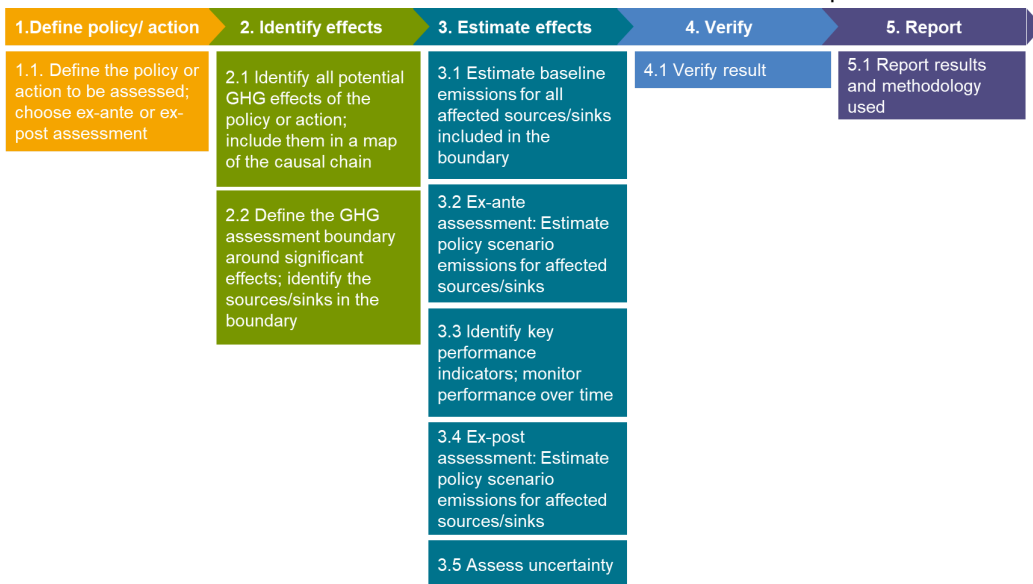 1.Define policy/ action
2. Identify effects
3. Estimate effects
4. Verify
5. Report
1.1. Define the policy or
action to be assessed;
choose ex-ante or ex-
post assessment
2.1 Identify all potential
GHG effects of the
policy or action;
include them in a map
of the causal chain
2.2 Define the GHG
assessment boundary
around significant
effects; identify the
sources/sinks in the
boundary
3.1 Estimate baseline
emissions for all
affected sources/sinks
included in the
boundary
3.2 Ex-ante
assessment: Estimate
policy scenario
emissions for affected
sources/sinks
3.3 Identify key
performance
indicators; monitor
performance over time
3.4 Ex-post
assessment: Estimate
policy scenario
emissions for affected
sources/sinks
3.5 Assess uncertainty
4.1 Verify result
5.1 Report results
and methodology
used